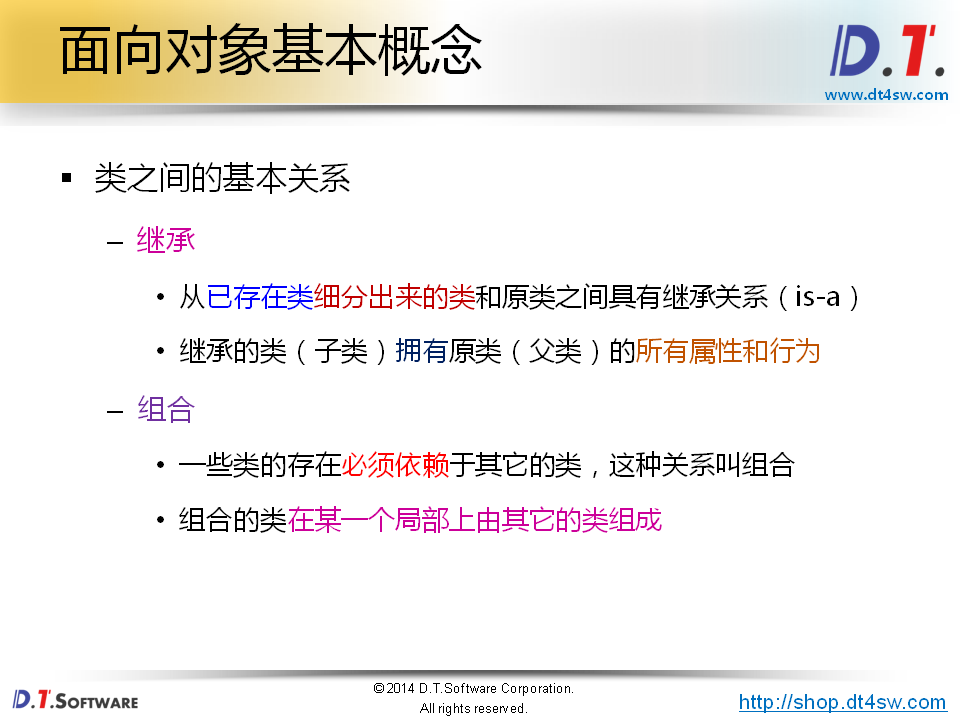 面向对象基本概念
D.T.
www.dt4sw.com
▪ 类之间的基本关系
– 继承
• 从已存在类细分出来的类和原类之间具有继承关系（is-a）
• 继承的类（子类）拥有原类（父类）的所有属性和行为
– 组合
• 一些类的存在必须依赖于其它的类，这种关系叫组合
• 组合的类在某一个局部上由其它的类组成
D.T.SOFTWARE
©2014 D.T.Software Corporation.
All rights reserved.
http://shop.dt4sw.com